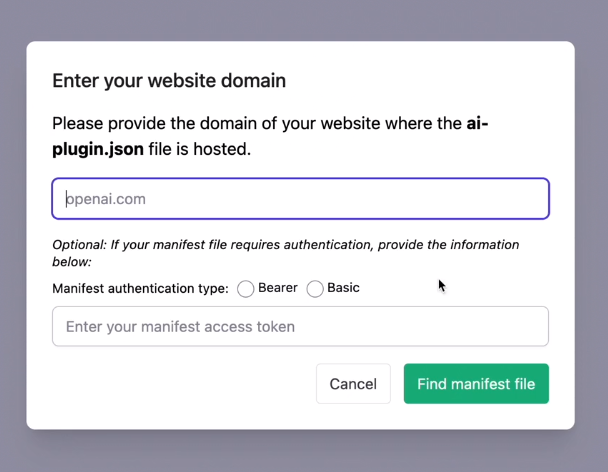 Enter your website domain
Please provide the domain of your website where the ai-
plugin.json file is hosted.
openai.com
Optional: If your manifest file requires authentication, provide the information
below:
Manifest authentication type: Bearer Basic
Enter your manifest access token
Cancel Find manifest file